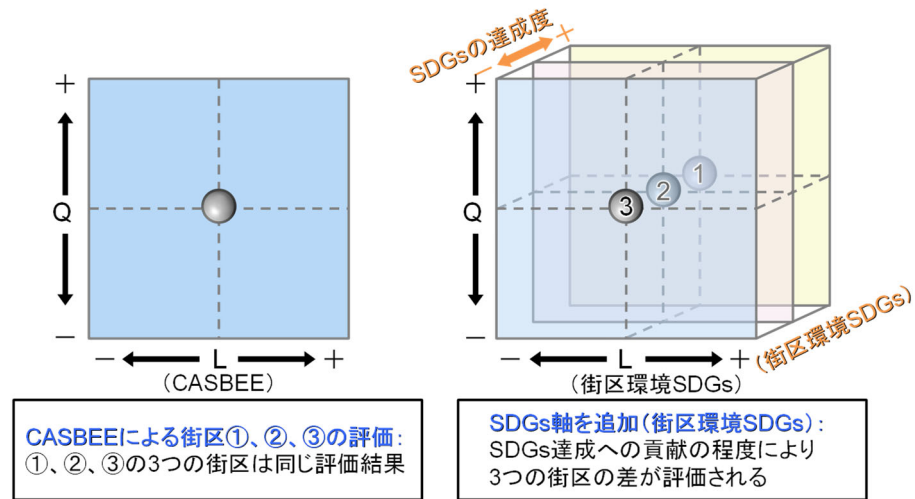 +
Q
−
− L +
(CASBEE)
CASBEEによる街区①、②、③の評価：
①、②、③の3つの街区は同じ評価結果
SDGsの達成度
− +
+
Q
−
1
2
3
− L +
(街区環境SDGs)
(街区環境SDGs)
SDGs軸を追加(街区環境SDGs)：
SDGs達成への貢献の程度により
3つの街区の差が評価される